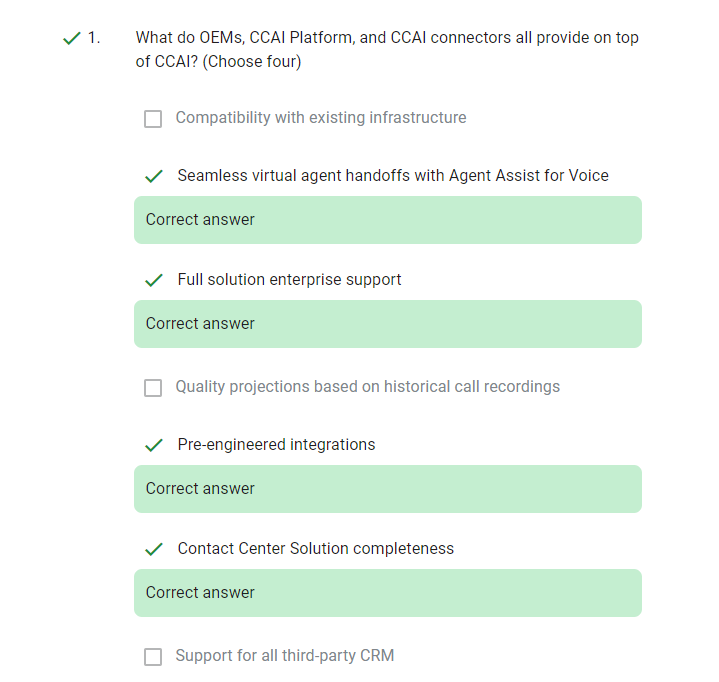 1.
What do OEMs, CCAI Platform, and CCAI connectors all provide on top
of CCAI? (Choose four)
Compatibility with existing infrastructure
Seamless virtual agent handoffs with Agent Assist for Voice
Correct answer
Full solution enterprise support
Correct answer
Quality projections based on historical call recordings
Pre-engineered integrations
Correct answer
Contact Center Solution completeness
Correct answer
Support for all third-party CRM